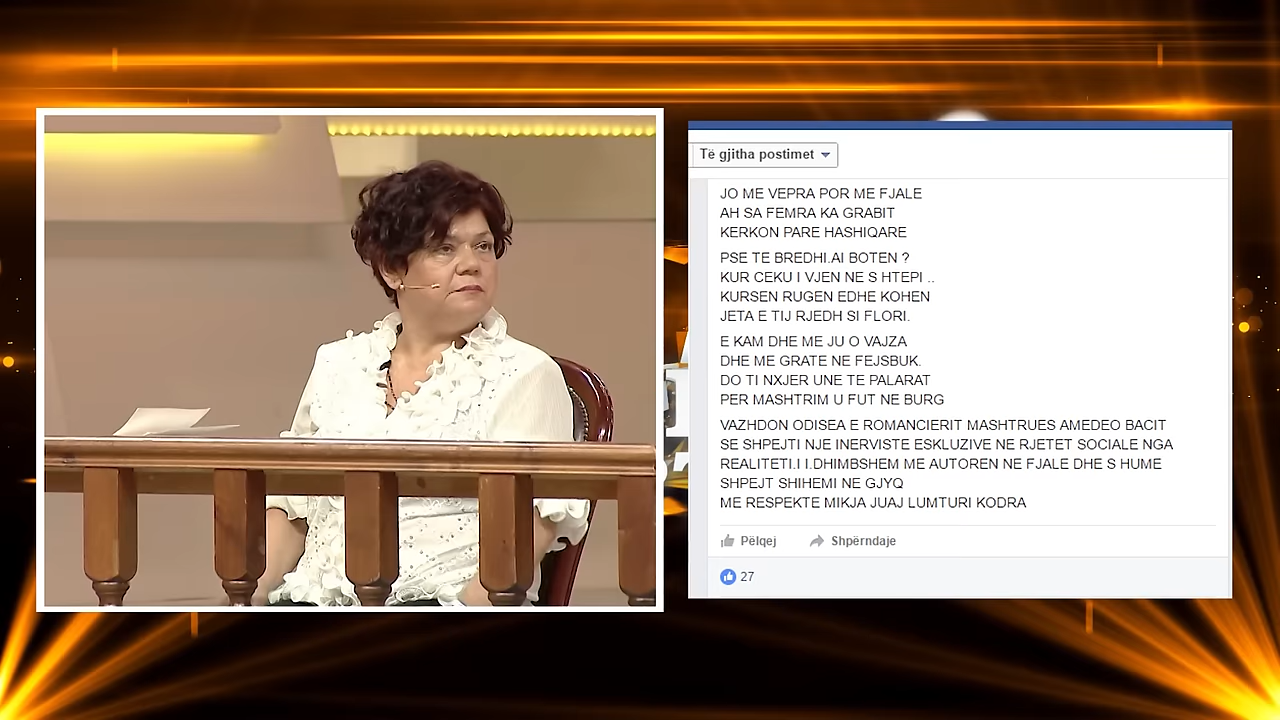 Të gjitha postimet
JO ME VEPRA POR ME FJALE
AH SA FEMRA KA GRABIT
KERKON PARE HASHIQARE
PSE TE BREDHI.AI BOTEN ?
KUR CEKU I VJEN NE S HTEPI ..
KURSEN RUGEN EDHE KOHEN
JETA E TIJ RJEDH SI FLORI.
E KAM DHE ME JU O VAJZA
DHE ME GRATE NE FEJSBUK.
DO TI NXJER UNE TE PALARAT
PER MASHTRIM U FUT NE BURG
VAZHDON ODISEA E ROMANCIERIT MASHTRUES AMEDEO BACIT
SE SHPEJTI NJE INERVISTE ESKLUZIVE NE RJETET SOCIALE NGA
REALITETI.I I.DHIMBSHEM ME AUTOREN NE FJALE DHE S HUME
SHPEJT SHIHEMI NE GJYQ
ME RESPEKTE MIKJA JUAJ LUMTURI KODRA
Pëlqej Shpërndaje
27